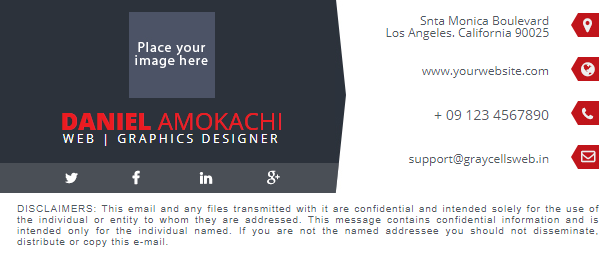 Place your
image here
DANIEL AMOKACHI
WEB | GRAPHICS DESIGNER
Snta Monica Boulevard
Los Angeles. California 90025
www.yourwebsite.com
+ 09 123 4567890
support@graycellsweb.in
DISCLAIMERS: This email and any files transmitted with it are confidential and intended solely for the use of
the individual or entity to whom they are addressed. This message contains confidential information and is
intended only for the individual named. If you are not the named addressee you should not disseminate,
distribute or copy this e-mail.